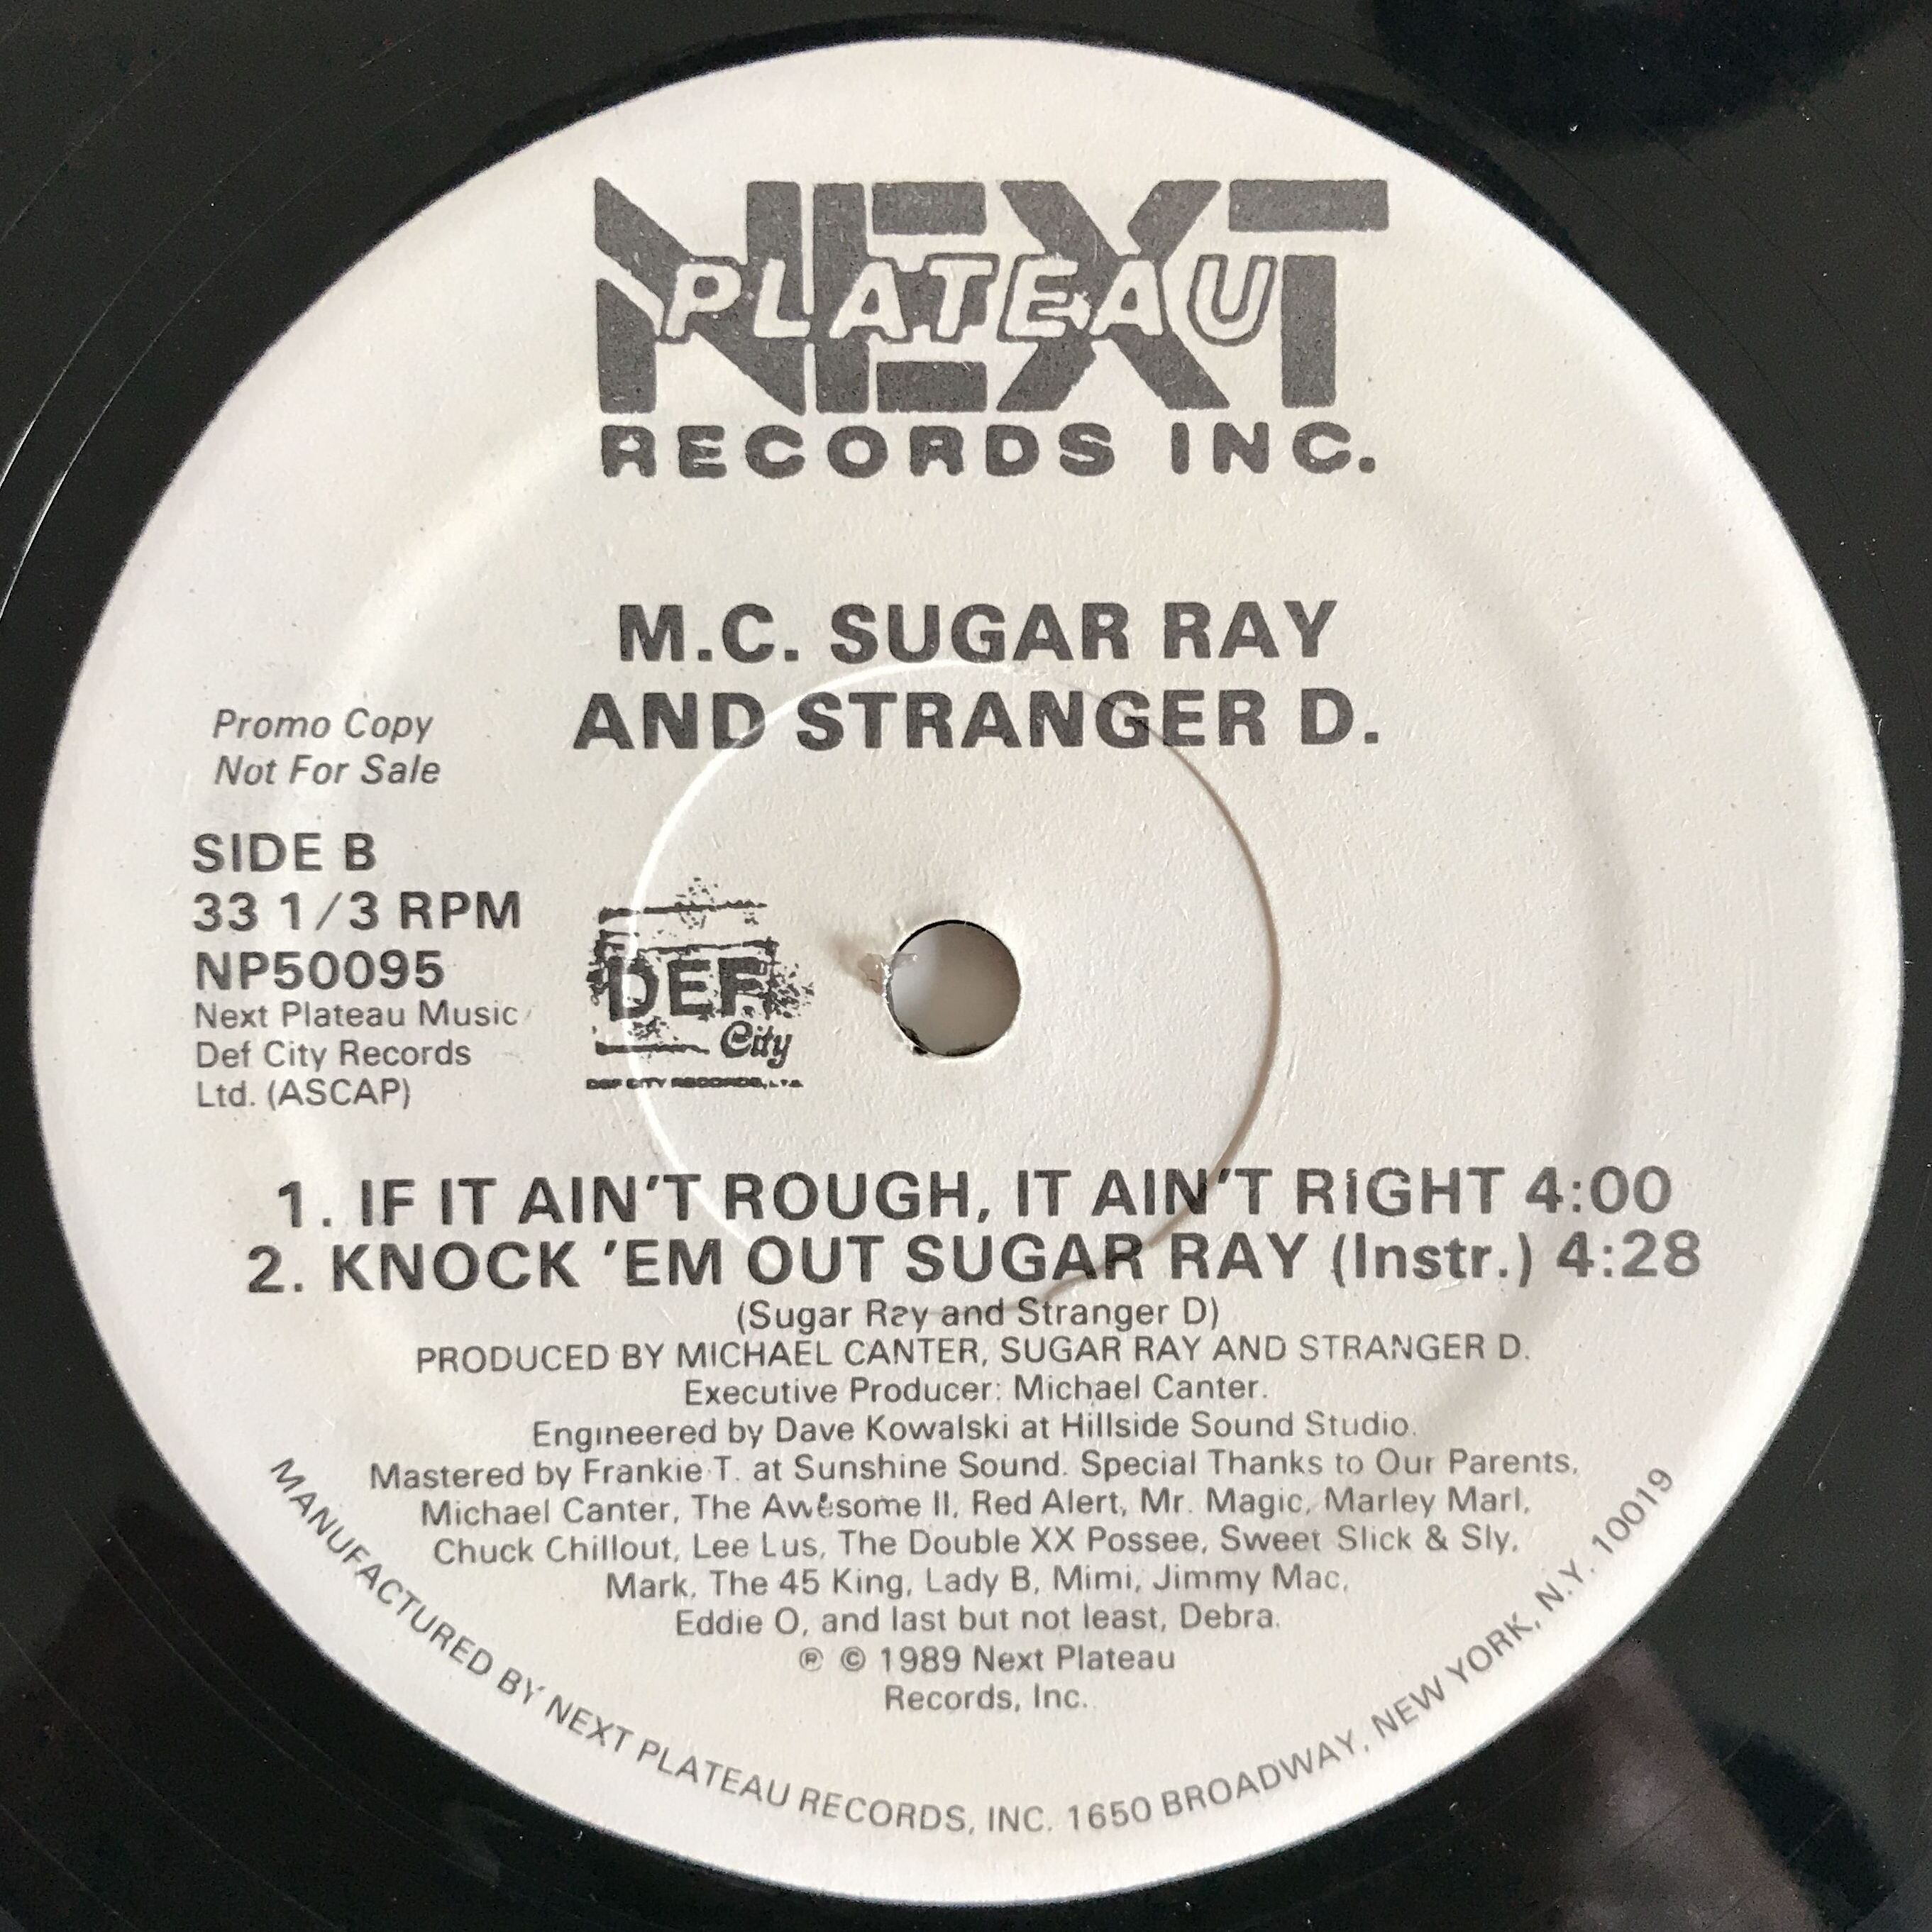 NEXT
PLATEAU
RECORDS INC.
M.C. SUGAR RAY
AND STRANGER D.
Promo Copy
Not For Sale
SIDE B
33 1/3 RPM
NP50095
Next Plateau Music
Def City Records
Ltd. (ASCAP)
DEF
City
DEF CITY RECORDS, LTD.
1. IF IT AIN'T ROUGH, IT AIN'T RIGHT 4:00
2. KNOCK 'EM OUT SUGAR RAY (Instr.) 4:28
(Sugar Ray and Stranger D)
PRODUCED BY MICHAEL CANTER, SUGAR RAY AND STRANGER D.
Executive Producer: Michael Canter.
Engineered by Dave Kowalski at Hillside Sound Studio.
Mastered by Frankie T. at Sunshine Sound. Special Thanks to Our Parents,
Michael Canter, The Awesome II, Red Alert, Mr. Magic, Marley Marl,
Chuck Chillout, Lee Lus, The Double XX Possee, Sweet Slick & Sly,
Mark, The 45 King, Lady B, Mimi, Jimmy Mac,
Eddie O, and last but not least, Debra.
℗ © 1989 Next Plateau
Records, Inc.
MANUFACTURED BY NEXT PLATEAU RECORDS, INC. 1650 BROADWAY, NEW YORK, N.Y. 10019